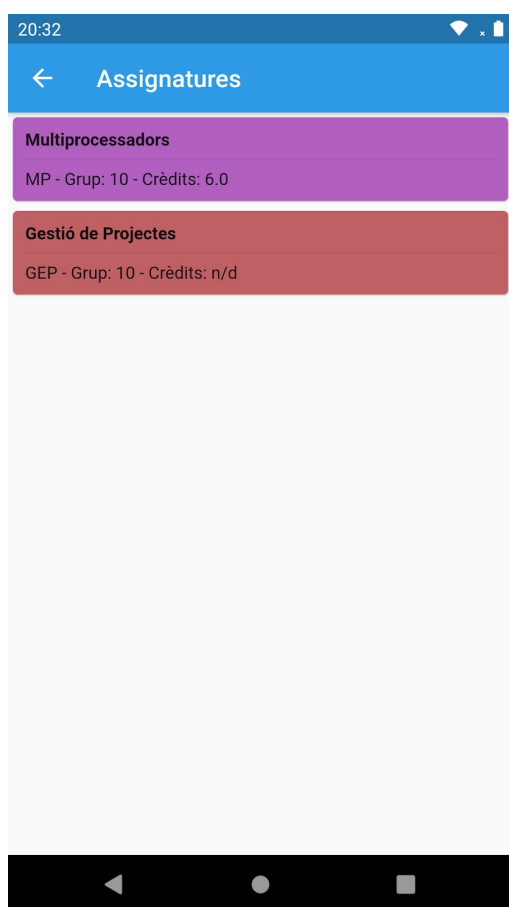 20:32
Assignatures
Multiprocessadors
MP - Grup: 10 - Crèdits: 6.0
Gestió de Projectes
GEP - Grup: 10 - Crèdits: n/d